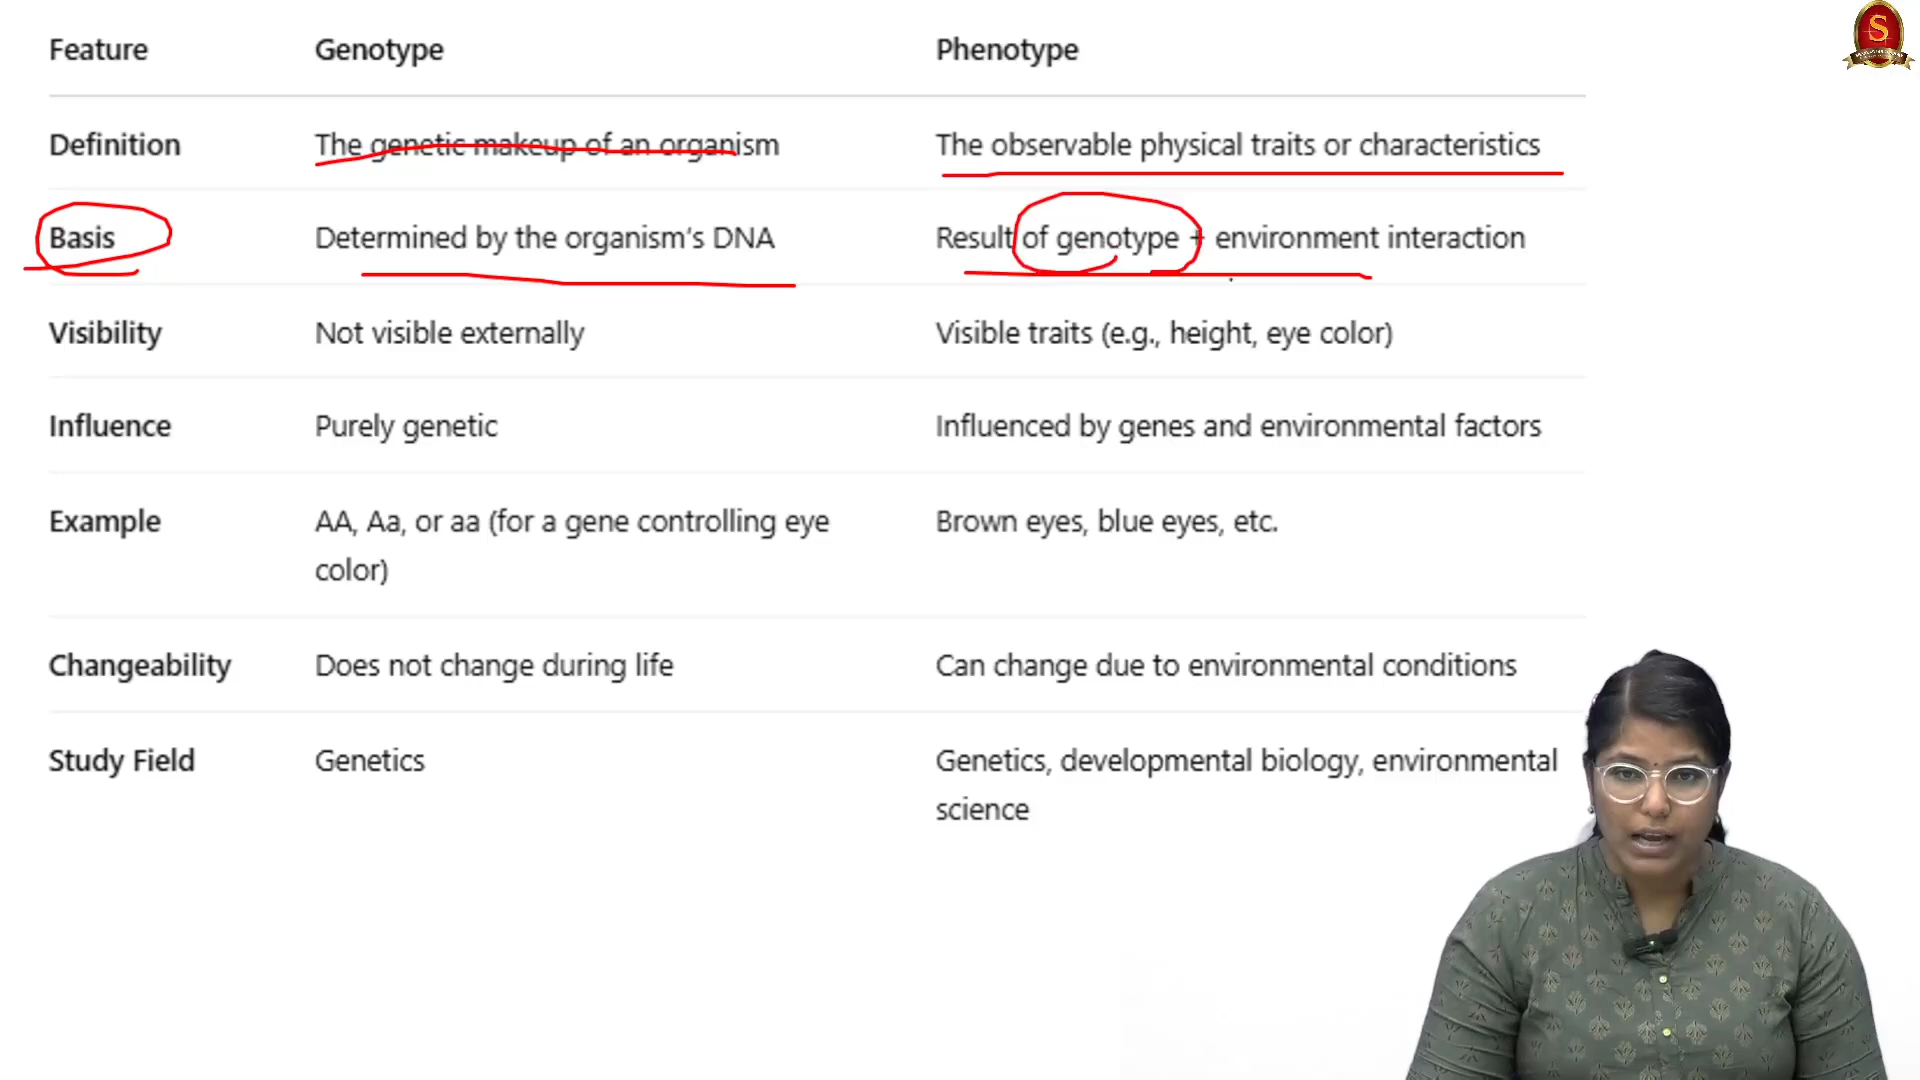 Feature Genotype Phenotype
Definition The genetic makeup of an organism The observable physical traits or characteristics
Basis Determined by the organism's DNA Result of genotype + environment interaction
Visibility Not visible externally Visible traits (e.g., height, eye color)
Influence Purely genetic Influenced by genes and environmental factors
Example AA, Aa, or aa (for a gene controlling eye Brown eyes, blue eyes, etc.
color)
Changeability Does not change during life Can change due to environmental conditions
Study Field Genetics Genetics, developmental biology, environmental
science
S